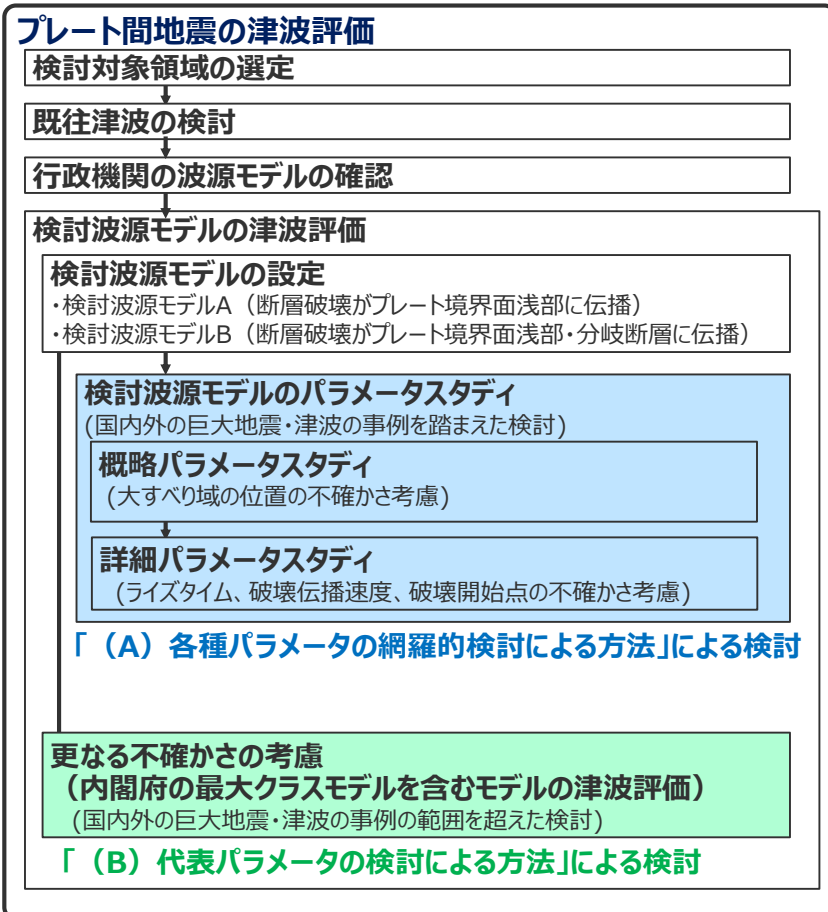 プレート間地震の津波評価
検討対象領域の選定
既往津波の検討
行政機関の波源モデルの確認
検討波源モデルの津波評価
検討波源モデルの設定
・検討波源モデルA（断層破壊がプレート境界面浅部に伝播）
・検討波源モデルB（断層破壊がプレート境界面浅部・分岐断層に伝播）
検討波源モデルのパラメータスタディ
(国内外の巨大地震・津波の事例を踏まえた検討)
概略パラメータスタディ
(大すべり域の位置の不確かさ考慮)
詳細パラメータスタディ
(ライズタイム、破壊伝播速度、破壊開始点の不確かさ考慮)
「（A）各種パラメータの網羅的検討による方法」による検討
更なる不確かさの考慮
（内閣府の最大クラスモデルを含むモデルの津波評価）
(国内外の巨大地震・津波の事例の範囲を超えた検討)
「（B）代表パラメータの検討による方法」による検討